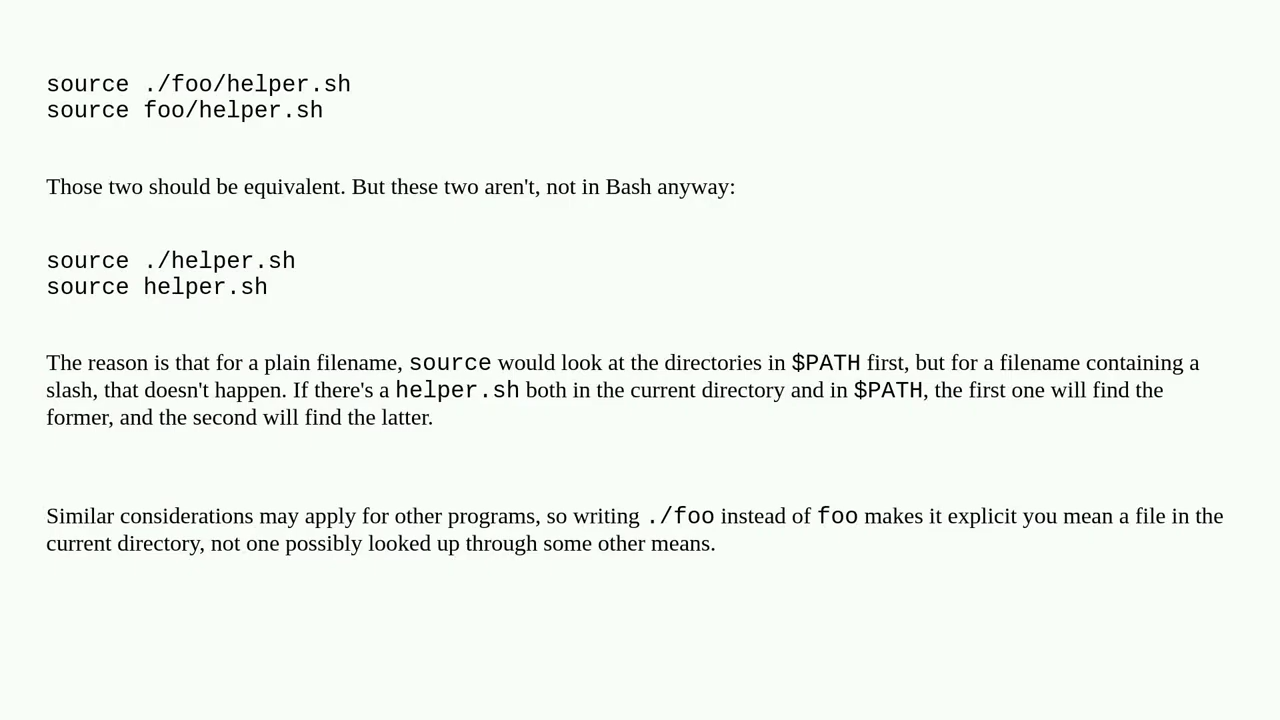 source ./foo/helper.sh
source foo/helper.sh
Those two should be equivalent. But these two aren't, not in Bash anyway:
source ./helper.sh
source helper.sh
The reason is that for a plain filename, source would look at the directories in $PATH first, but for a filename containing a
slash, that doesn't happen. If there's a helper.sh both in the current directory and in $PATH, the first one will find the
former, and the second will find the latter.
Similar considerations may apply for other programs, so writing ./foo instead of foo makes it explicit you mean a file in the
current directory, not one possibly looked up through some other means.